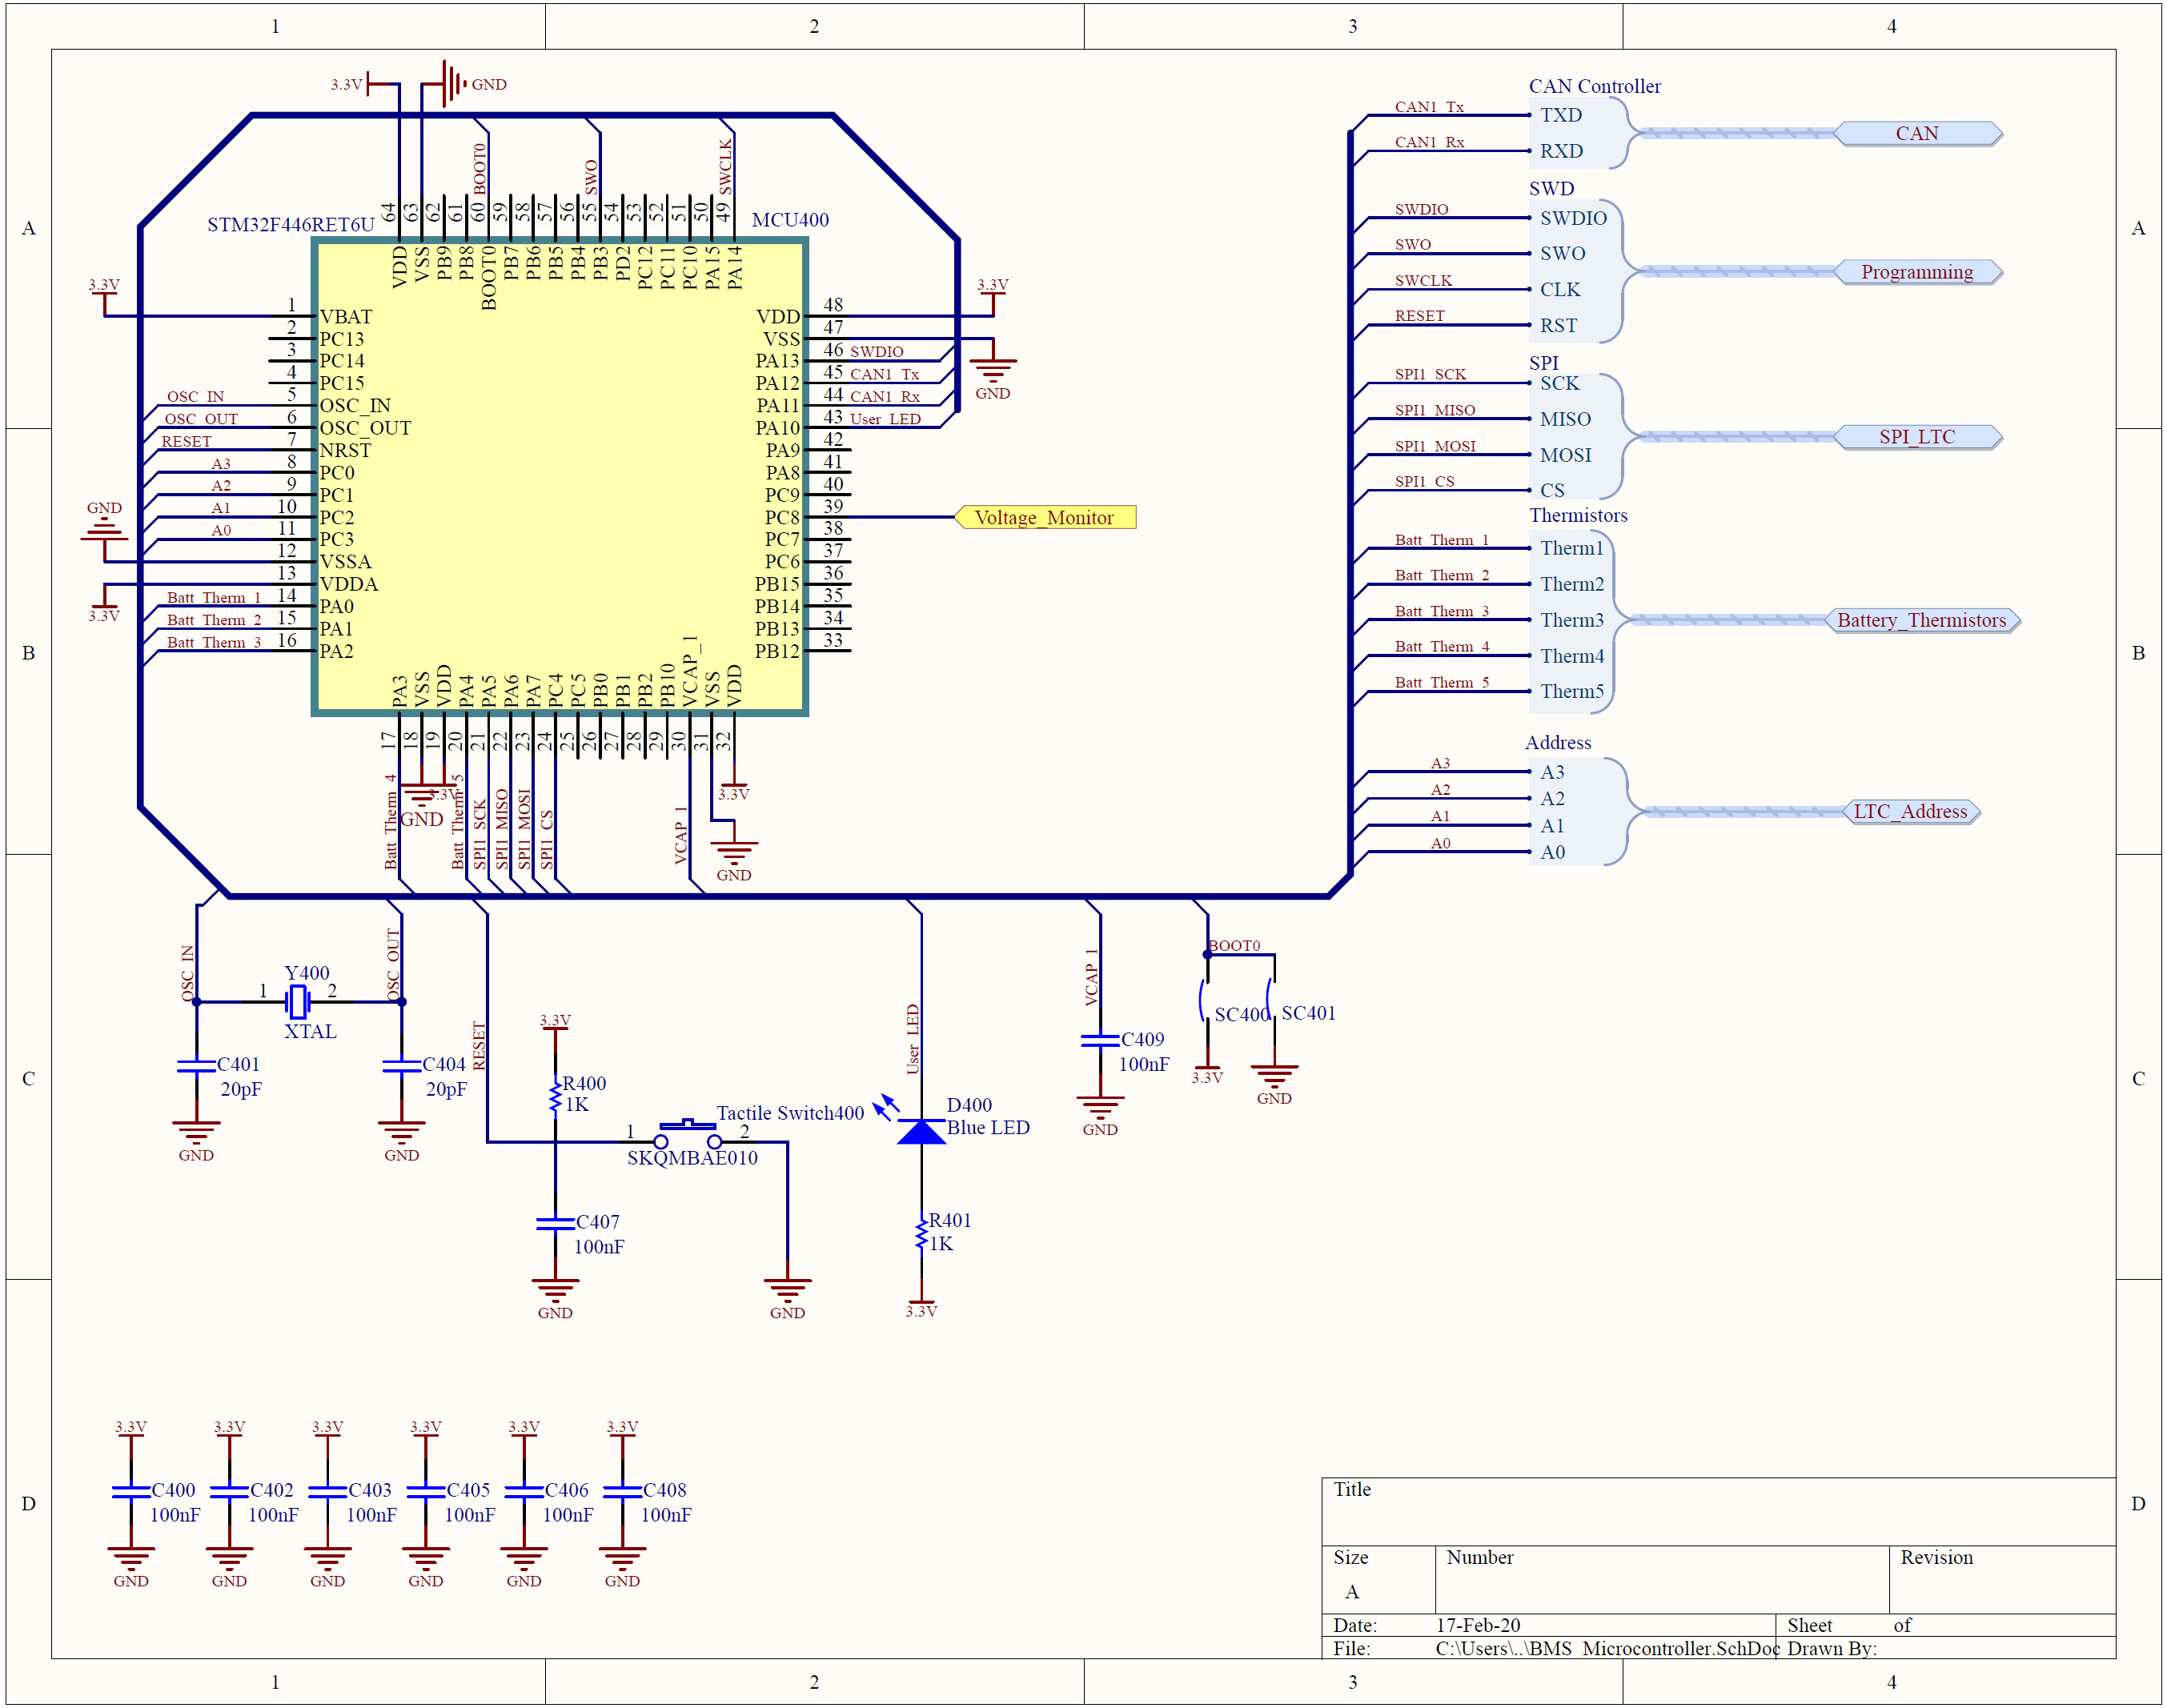 1 2 3 4
A A
B B
C C
D D
1 2 3 4
3.3V
GND
BOOT0
SWO
SWCLK
STM32F446RET6U
MCU400
64 63 62 61 60 59 58 57 56 55 54 53 52 51 50 49
VDD VSS PB9 PB8 BOOT0 PB7 PB6 PB5 PB4 PB3 PD2 PC12 PC11 PC10 PA15 PA14
3.3V
1 VBAT
2 PC13
3 PC14
4 PC15
OSC_IN 5 OSC_IN
OSC_OUT 6 OSC_OUT
RESET 7 NRST
A3 8 PC0
A2 9 PC1
A1 10 PC2
A0 11 PC3
GND
12 VSSA
13 VDDA
3.3V
Batt_Therm_1 14 PA0
Batt_Therm_2 15 PA1
Batt_Therm_3 16 PA2
VDD 48
3.3V
VSS 47
GND
PA13 46 SWDIO
PA12 45 CAN1_Tx
PA11 44 CAN1_Rx
PA10 43 User_LED
PA9 42
PA8 41
PC9 40
PC8 39
Voltage_Monitor
PC7 38
PC6 37
PB15 36
PB14 35
PB13 34
PB12 33
PA3 VSS VDD PA4 PA5 PA6 PA7 PC4 PC5 PB0 PB1 PB2 PB10 VCAP_1 VSS VDD
17 18 19 20 21 22 23 24 25 26 27 28 29 30 31 32
Batt_Therm_4
GND
3.3V
Batt_Therm_5
SPI1_SCK
SPI1_MISO
SPI1_MOSI
SPI1_CS
VCAP_1
3.3V
GND
CAN Controller
CAN1_Tx TXD
CAN1_Rx RXD
CAN
SWD
SWDIO SWDIO
SWO SWO
SWCLK CLK
RESET RST
Programming
SPI
SPI1_SCK SCK
SPI1_MISO MISO
SPI1_MOSI MOSI
SPI1_CS CS
SPI_LTC
Thermistors
Batt_Therm_1 Therm1
Batt_Therm_2 Therm2
Batt_Therm_3 Therm3
Batt_Therm_4 Therm4
Batt_Therm_5 Therm5
Battery_Thermistors
Address
A3 A3
A2 A2
A1 A1
A0 A0
LTC_Address
OSC_IN
OSC_OUT
Y400
1 2
XTAL
C401
20pF
GND
C404
20pF
GND
RESET
3.3V
R400
1K
Tactile Switch400
1 2
SKQMBAE010
C407
100nF
GND
GND
User_LED
D400
Blue LED
R401
1K
3.3V
VCAP_1
C409
100nF
GND
BOOT0
SC400
SC401
3.3V
GND
3.3V 3.3V 3.3V 3.3V 3.3V 3.3V
C400 C402 C403 C405 C406 C408
100nF 100nF 100nF 100nF 100nF 100nF
GND GND GND GND GND GND
Title
Size Number Revision
A
Date: 17-Feb-20 Sheet of
File: C:\Users\..\BMS_Microcontroller.SchDoc Drawn By: